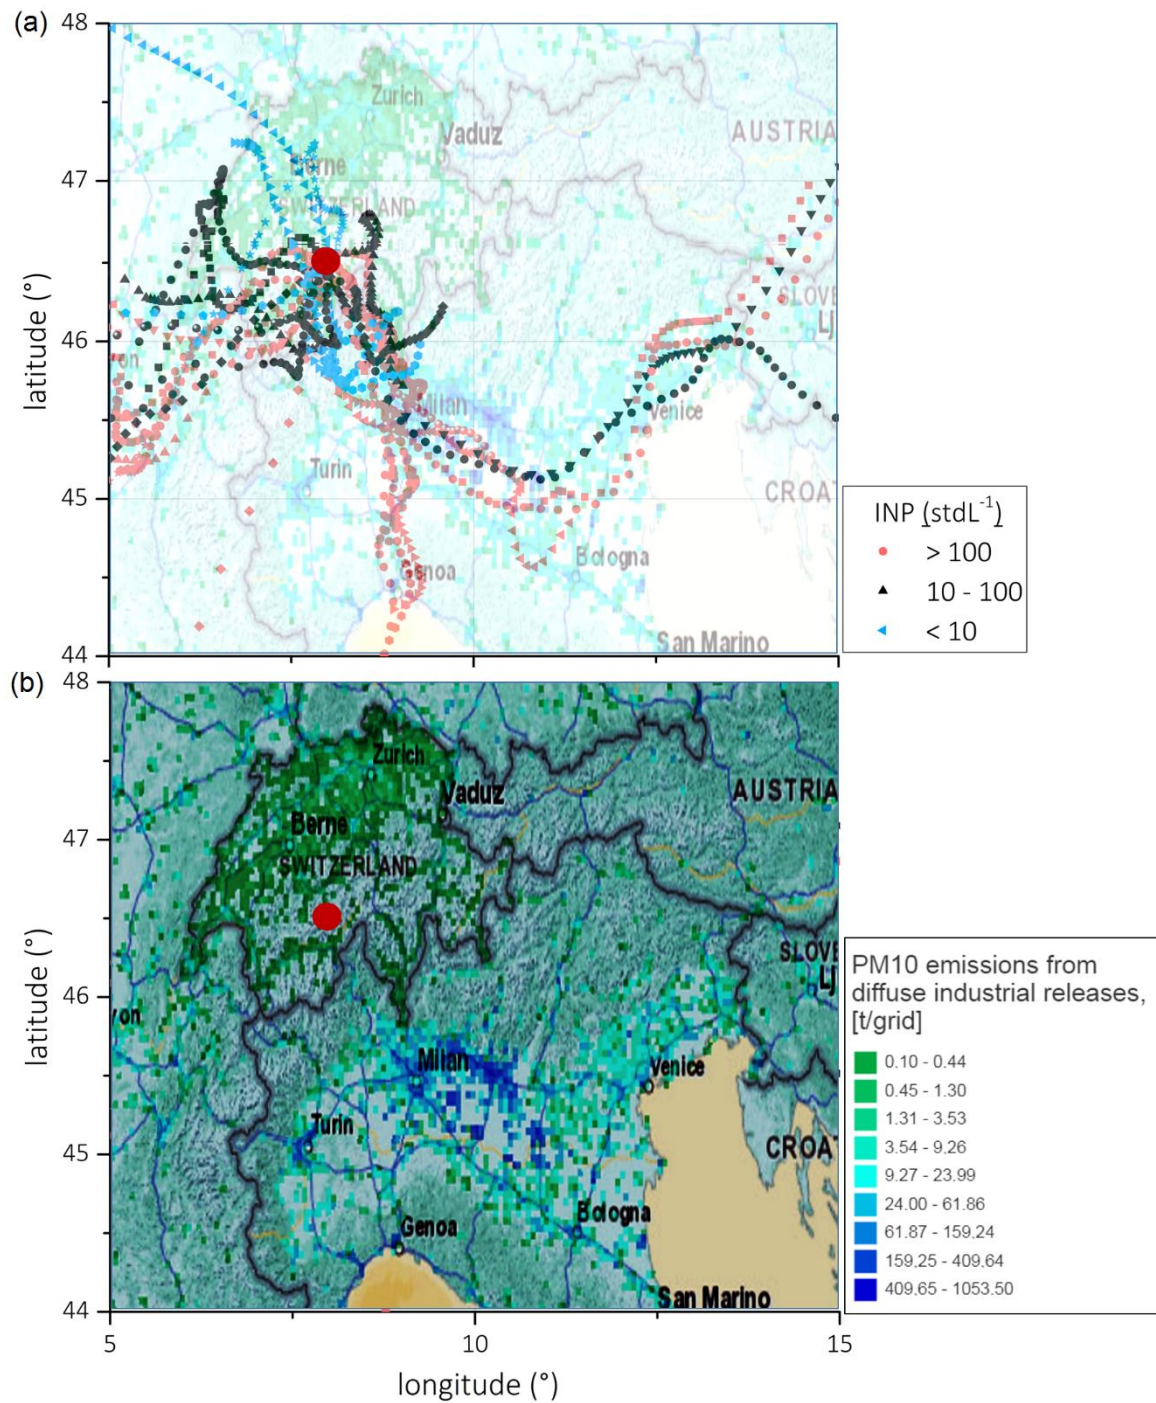 (a)
48
47
46
45
44
latitude (°)
Zurich
Vaduz
AUSTRIA
Berne
SWITZERLAND
SLOVE
Lj
yon
Milan
Venice
Turin
CROAT
Bologna
Genoa
San Marino
INP (stdL-1)
> 100
10 - 100
< 10
(b)
48
47
46
45
44
latitude (°)
Zurich
Vaduz
AUSTRIA
Berne
SWITZERLAND
SLOVE
Lj
yon
Milan
Venice
Turin
CROAT
Bologna
Genoa
San Marino
PM10 emissions from
diffuse industrial releases,
[t/grid]
0.10 - 0.44
0.45 - 1.30
1.31 - 3.53
3.54 - 9.26
9.27 - 23.99
24.00 - 61.86
61.87 - 159.24
159.25 - 409.64
409.65 - 1053.50
5
10
15
longitude (°)